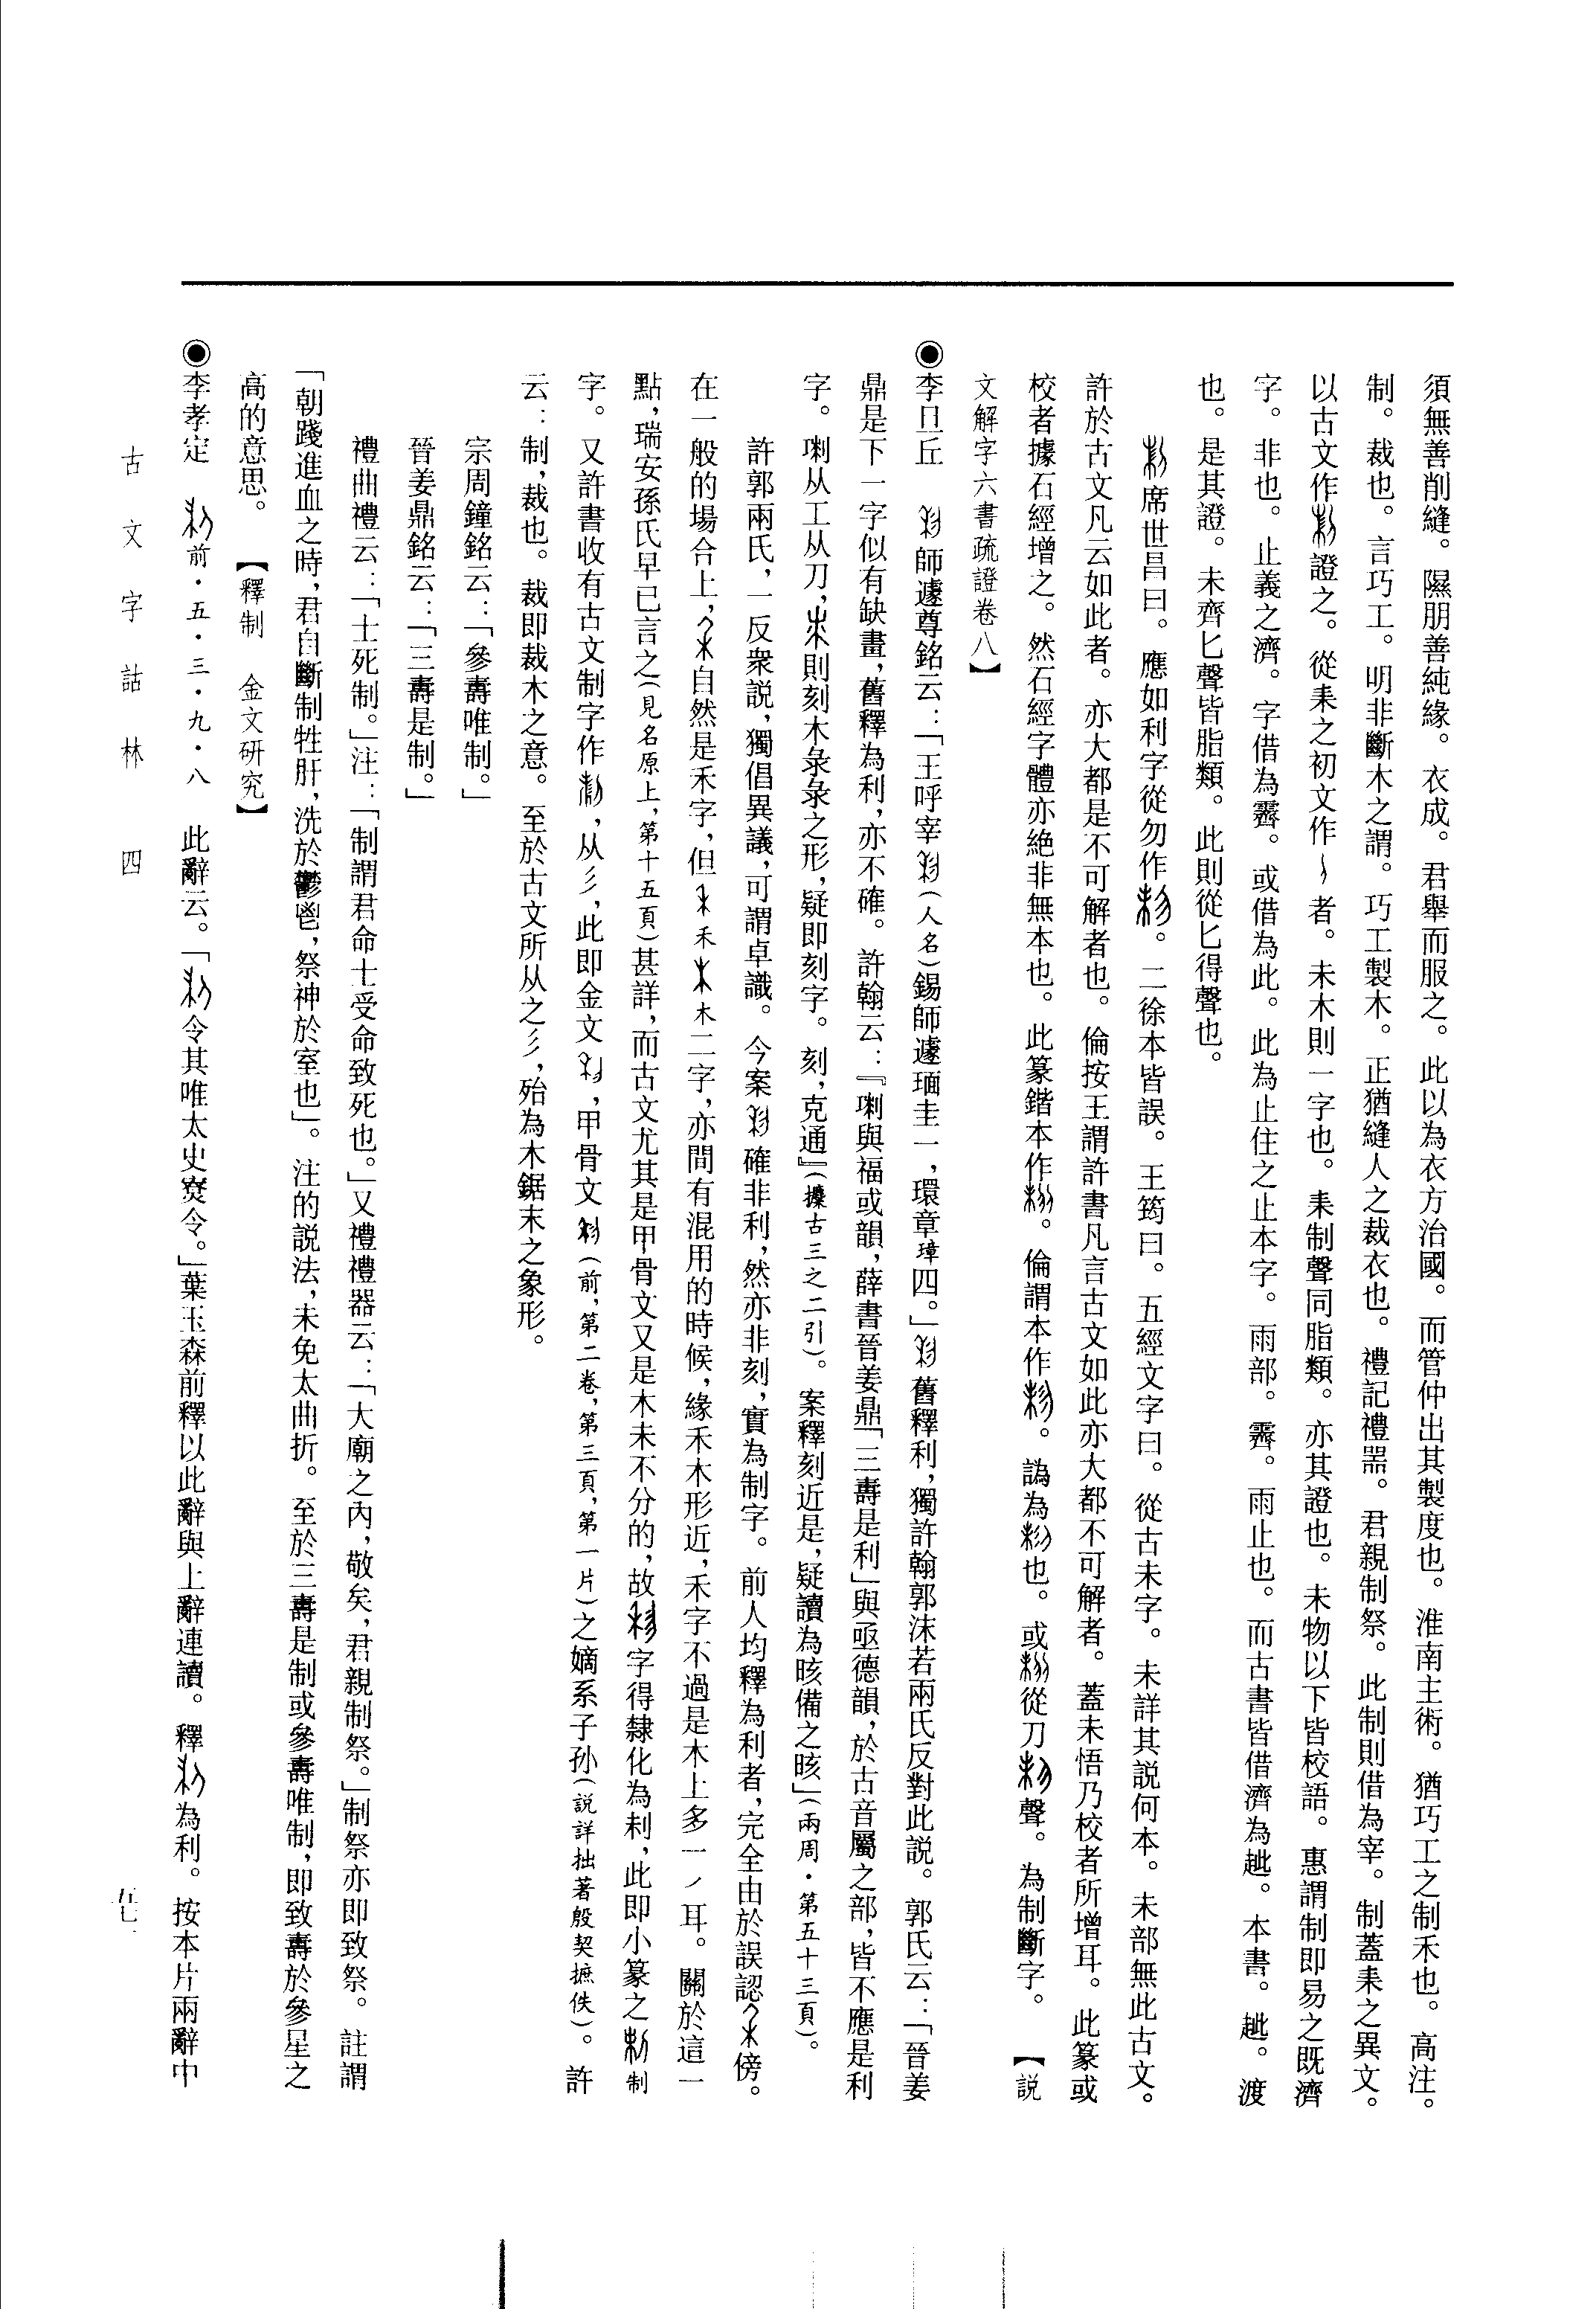 須無善削縫。隰朋善純緣。衣成。君舉而服之。此以為衣方治國。而管仲出其製度也。淮南主術。猶巧工之制禾也。高注。
制。裁也。言巧工。明非斷木之謂。巧工製木。正猶縫人之裁衣也。禮記禮器。君親制祭。此制則借為宰。制蓋耒之異文。
以古文作證之。從耒之初文作者。未木則一字也。耒制聲同脂類。亦其證也。未物以下皆校語。惠謂制即易之既濟
字。非也。止義之濟。字借為霽。或借為此。此為止住之止本字。雨部。霽。雨止也。而古書皆借濟為越。本書。越。渡
也。是其證。未齊匕聲皆脂類。此則從匕得聲也。
席世昌曰。應如利字從勿作。二徐本皆誤。王筠曰。五經文字曰。從古未字。未詳其說何本。未部無此古文。
許於古文凡云如此者。亦大都是不可解者也。倫按王謂許書凡言古文如此亦大都不可解者。蓋未悟乃校者所增耳。此篆或
校者據石經增之。然石經字體亦絕非無本也。此篆鍇本作。倫謂本作。譌為也。或從刀聲。為制斷字。【說
文解字六書疏證卷八】
◉李旦丘　師遽尊銘云：「王呼宰（人名）錫師遽瑂圭一，環章璋四。」舊釋利，獨許翰郭沫若兩氏反對此說。郭氏云：「晉姜
鼎是下一字似有缺畫，舊釋為利，亦不確。許翰云：『㓨與福或韻，薛書晉姜鼎「三壽是利」與亟德韻，於古音屬之部，皆不應是利
字。㓨从工从刀，則刻木彔彔之形，疑即刻字。刻，克通』（攈古三之二引）。案釋刻近是，疑讀為晐備之晐」（兩周·第五十三頁）。
許郭兩氏，一反衆說，獨倡異議，可謂卓識。今案確非利，然亦非刻，實為制字。前人均釋為利者，完全由於誤認傍。
在一般的場合上，自然是禾字，但禾木二字，亦間有混用的時候，緣禾木形近，禾字不過是木上多一ノ耳。關於這一
點，瑞安孫氏早已言之（見名原上，第十五頁）甚詳，而古文尤其是甲骨文又是木未不分的，故字得隸化為利，此即小篆之制
字。又許書收有古文制字作，从彡，此即金文，甲骨文（前，第二卷，第三頁，第一片）之嫡系子孫（說詳拙著殷契摭佚）。許
云：制，裁也。裁即裁木之意。至於古文所从之彡，殆為木鋸末之象形。
宗周鐘銘云：「參壽唯制。」
晉姜鼎銘云：「三壽是制。」
禮曲禮云：「士死制。」注：「制謂君命士受命致死也。」又禮禮器云：「大廟之內，敬矣，君親制祭。」制祭亦即致祭。註謂
「朝踐進血之時，君自斷制牲肝，洗於鬱鬯，祭神於室也」。注的說法，未免太曲折。至於三壽是制或參壽唯制，即致壽於參星之
高的意思。【釋制　金文研究】
◉李孝定　前·五·三·九·八　此辭云。「令其唯太史寮令。」葉玉森前釋以此辭與上辭連讀。釋為利。按本片兩辭中
古文字詁林　四
五七一